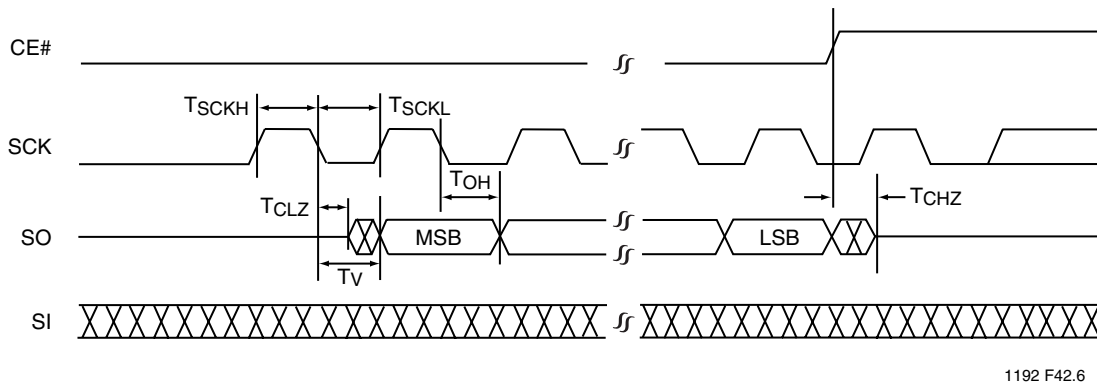 CE#
TSCKH
TSCKL
SCK
TOH
TCLZ
TCHZ
SO
MSB
LSB
TV
SI
1192 F42.6